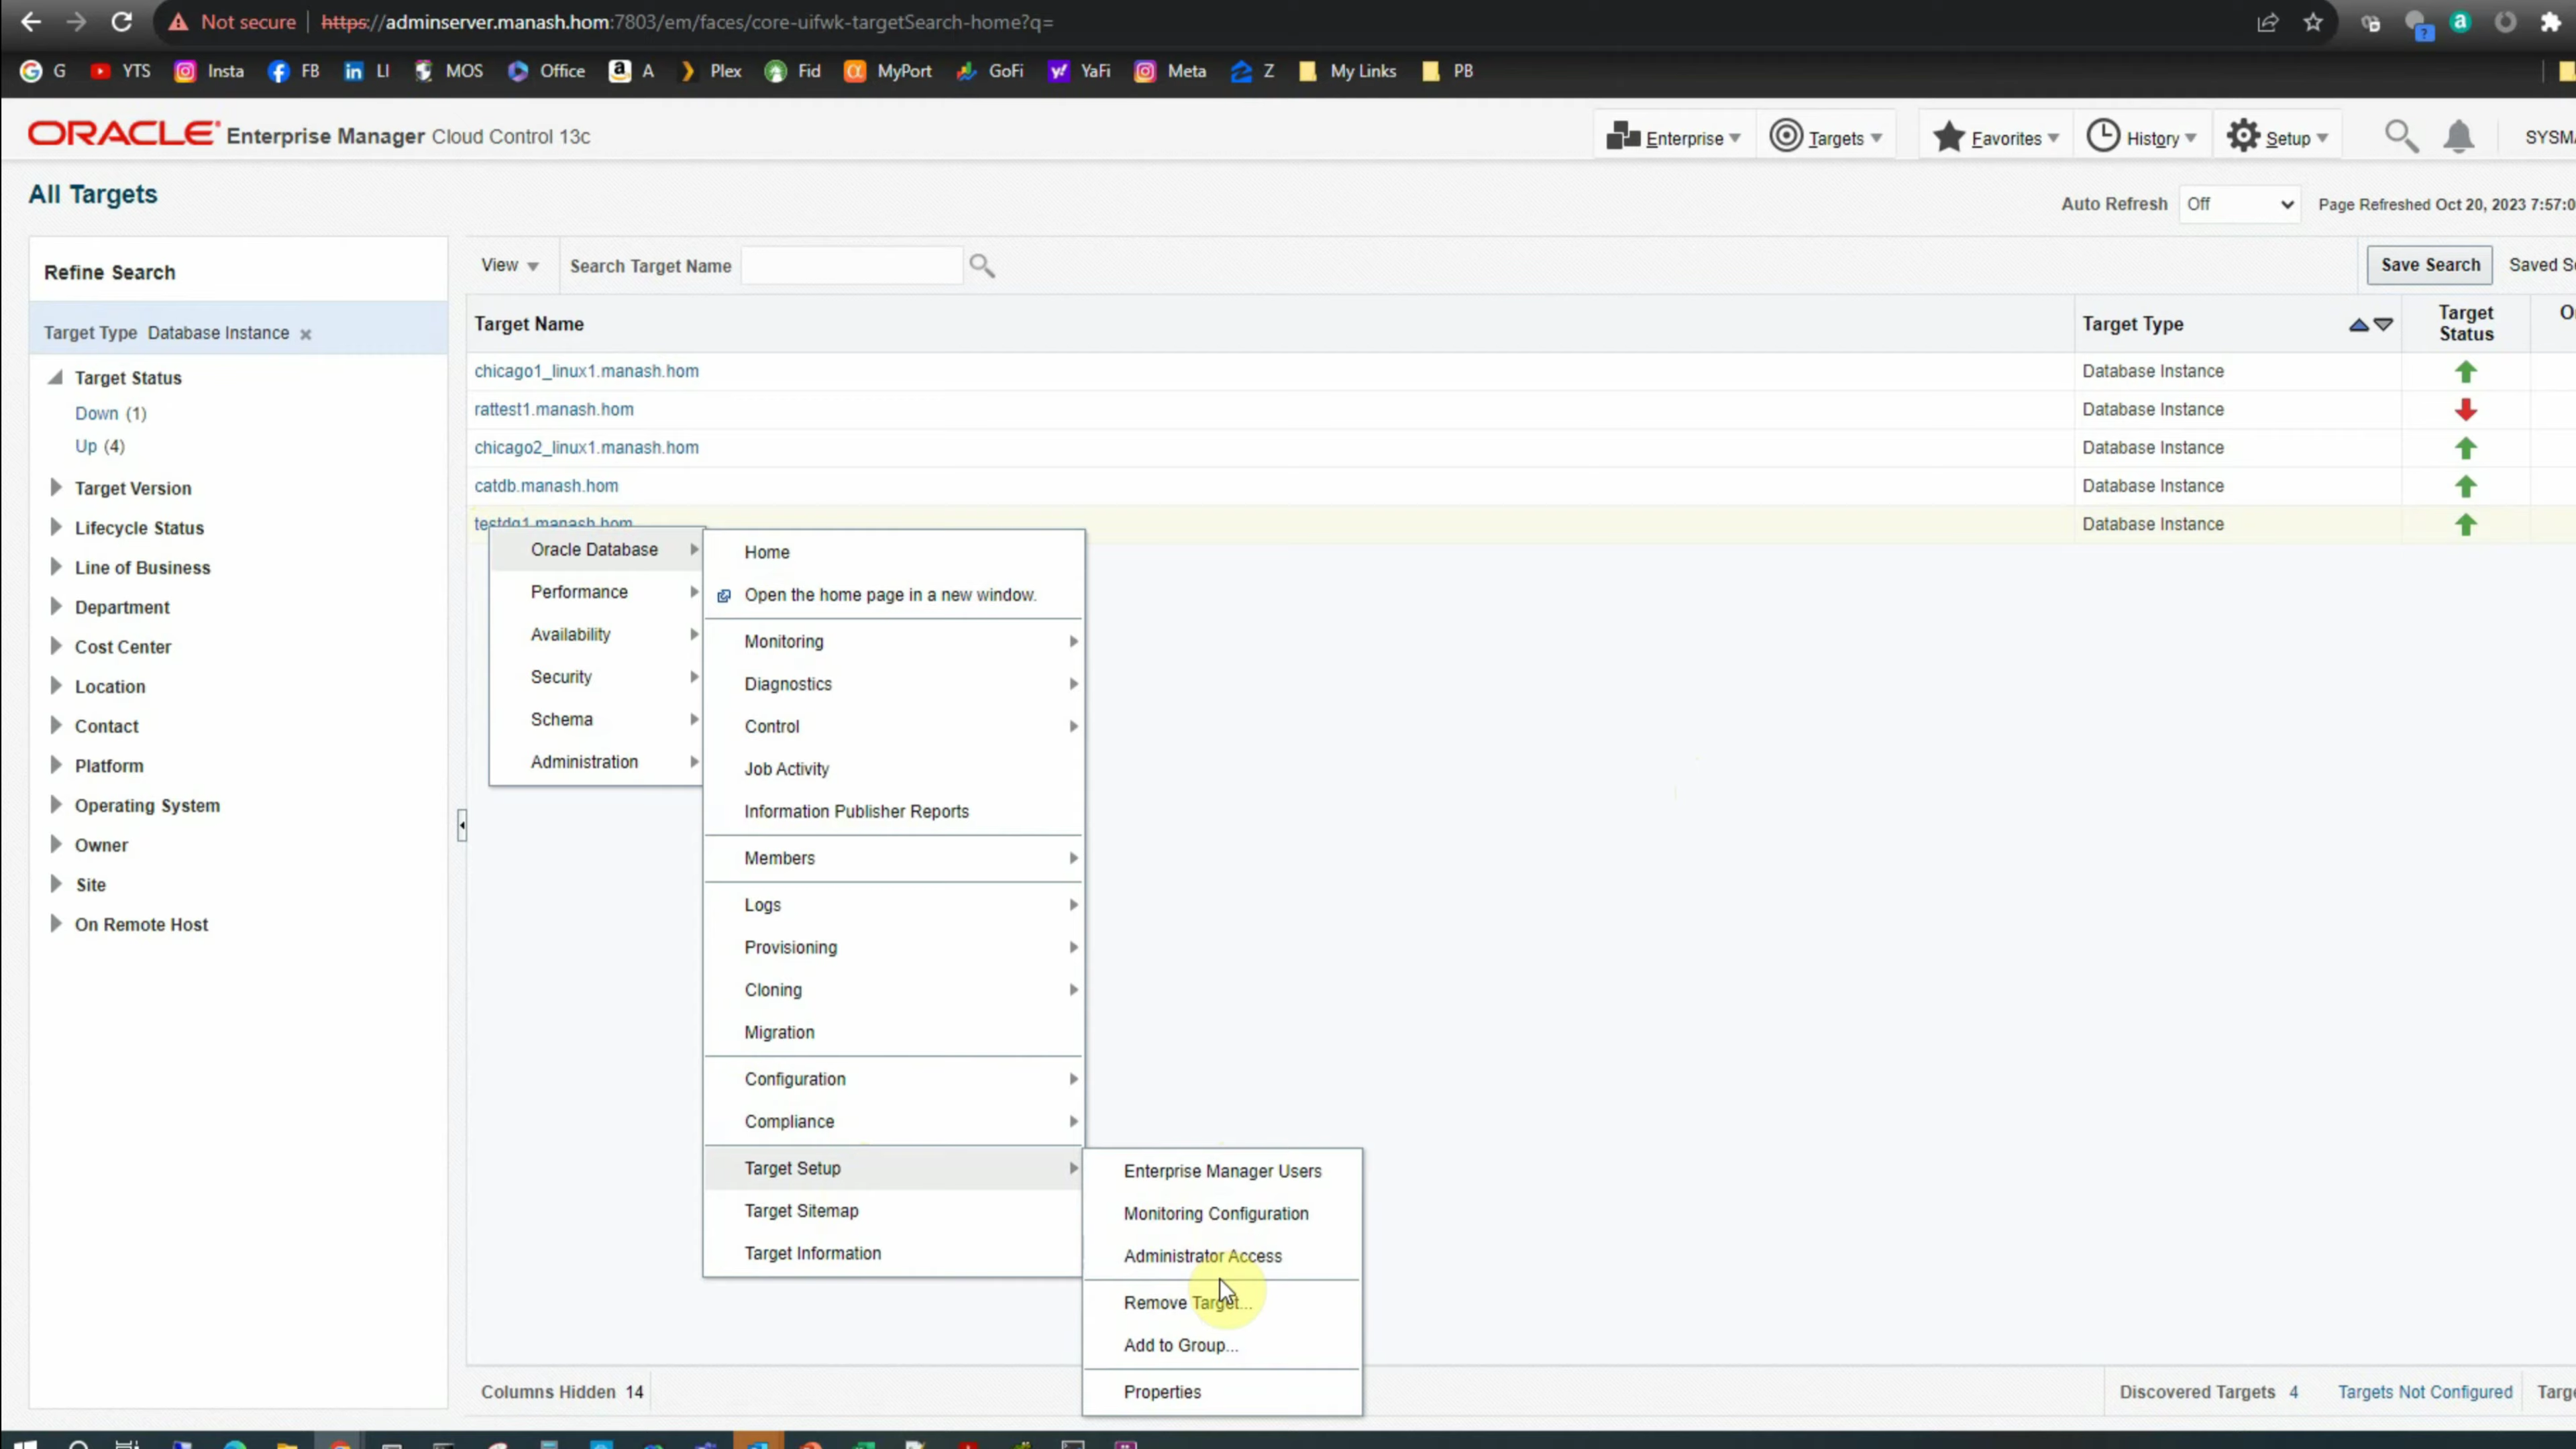 Not secure https://adminserver.manash.hom:7803/em/faces/core-uifwk-targetSearch-home?q=
G YTS Insta FB LI MOS Office A Plex Fid MyPort GoFi YaFi Meta Z My Links PB
ORACLE Enterprise Manager Cloud Control 13c
Enterprise Targets Favorites History Setup
All Targets
Auto Refresh Off Page Refreshed Oct 20, 2023
Refine Search
Target Type Database Instance
Target Status
Down (1)
Up (4)
Target Version
Lifecycle Status
Line of Business
Department
Cost Center
Location
Contact
Platform
Operating System
Owner
Site
On Remote Host
View Search Target Name
Save Search
Target Name Target Type Target Status
chicago1_linux1.manash.hom Database Instance
rattest1.manash.hom Database Instance
chicago2_linux1.manash.hom Database Instance
catdb.manash.hom Database Instance
testdg1.manash.hom Database Instance
Oracle Database
Performance
Availability
Security
Schema
Administration
Home
Open the home page in a new window.
Monitoring
Diagnostics
Control
Job Activity
Information Publisher Reports
Members
Logs
Provisioning
Cloning
Migration
Configuration
Compliance
Target Setup
Target Sitemap
Target Information
Enterprise Manager Users
Monitoring Configuration
Administrator Access
Remove Target...
Add to Group...
Properties
Columns Hidden 14
Discovered Targets 4 Targets Not Configured